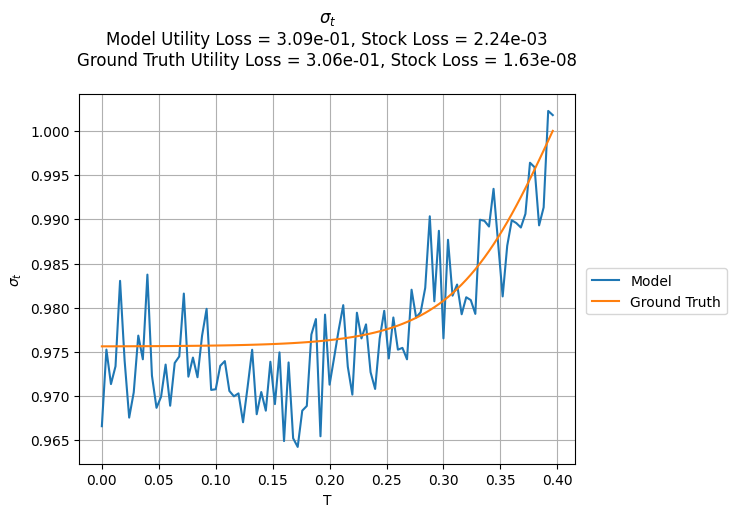 σₜ
Model Utility Loss = 3.09e-01, Stock Loss = 2.24e-03
Ground Truth Utility Loss = 3.06e-01, Stock Loss = 1.63e-08
1.000
0.995
0.990
0.985
0.980
0.975
0.970
0.965
σₜ
0.00 0.05 0.10 0.15 0.20 0.25 0.30 0.35 0.40
T
Model
Ground Truth